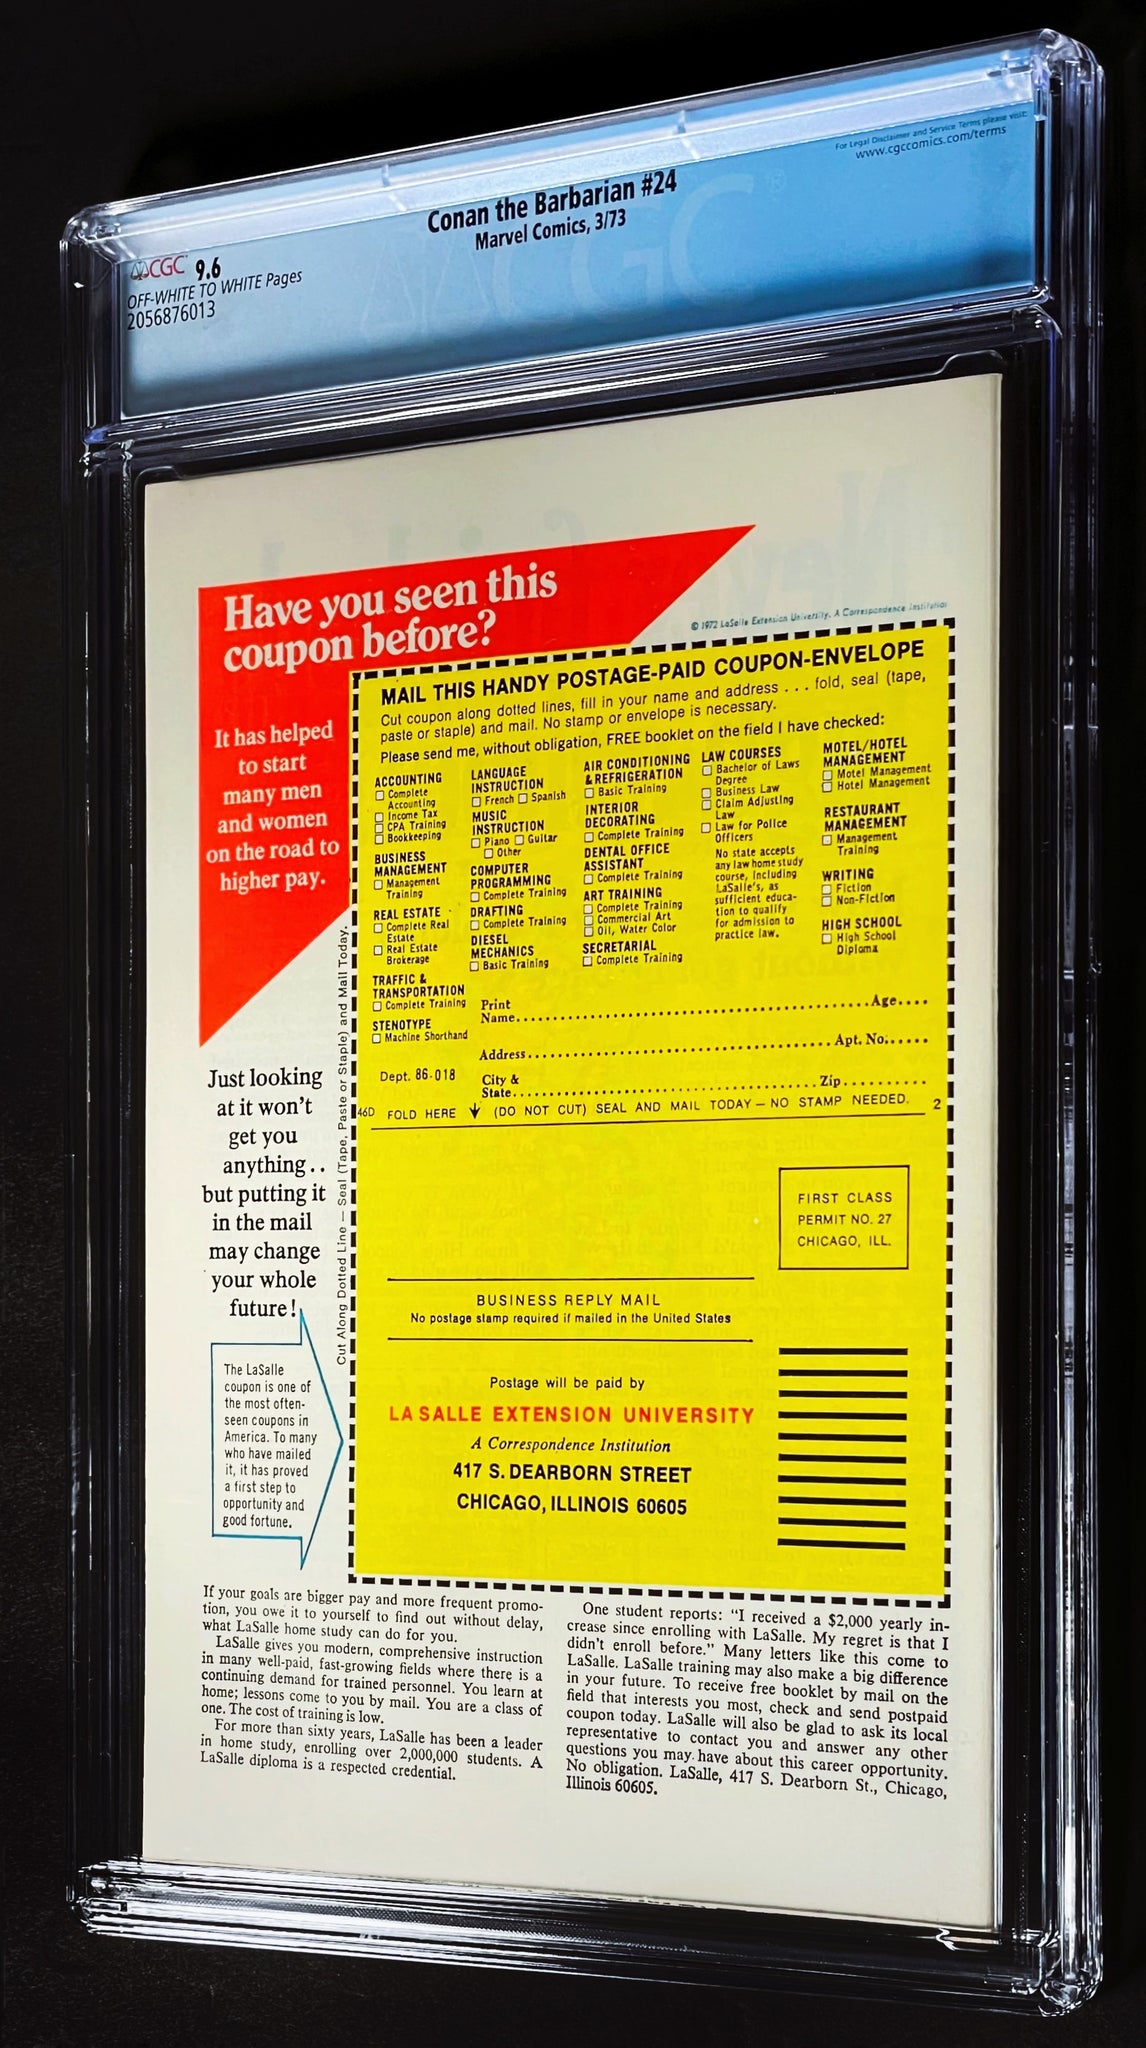 For Legal Disclaimer and Service Terms please visit:
www.cgccomics.com/terms
Conan the Barbarian #24
Marvel Comics, 3/73
CGC 9.6
OFF-WHITE TO WHITE Pages
2056876013
Have you seen this
coupon before?
© 1972 LaSalle Extension University, A Correspondence Institution
It has helped
to start
many men
and women
on the road to
higher pay.
MAIL THIS HANDY POSTAGE-PAID COUPON-ENVELOPE
Cut coupon along dotted lines, fill in your name and address . . . fold, seal (tape,
paste or staple) and mail. No stamp or envelope is necessary.
Please send me, without obligation, FREE booklet on the field I have checked:
ACCOUNTING
Complete
Accounting
Income Tax
CPA Training
Bookkeeping
BUSINESS
MANAGEMENT
Management
Training
REAL ESTATE
Complete Real
Estate
Real Estate
Brokerage
TRAFFIC &
TRANSPORTATION
Complete Training
STENOTYPE
Machine Shorthand
LANGUAGE
INSTRUCTION
French Spanish
MUSIC
INSTRUCTION
Piano Guitar
Other
COMPUTER
PROGRAMMING
Complete Training
DRAFTING
Complete Training
DIESEL
MECHANICS
Basic Training
AIR CONDITIONING
& REFRIGERATION
Basic Training
INTERIOR
DECORATING
Complete Training
DENTAL OFFICE
ASSISTANT
Complete Training
ART TRAINING
Complete Training
Commercial Art
Oil, Water Color
SECRETARIAL
Complete Training
LAW COURSES
Bachelor of Laws
Degree
Business Law
Claim Adjusting
Law
Law for Police
Officers
No state accepts
any law home study
course, including
LaSalle's, as
sufficient educa-
tion to qualify
for admission to
practice law.
MOTEL/HOTEL
MANAGEMENT
Motel Management
Hotel Management
RESTAURANT
MANAGEMENT
Management
Training
WRITING
Fiction
Non-Fiction
HIGH SCHOOL
High School
Diploma
Print
Name Age
Address Apt. No.
Dept. 86-018
City &
State Zip
46D FOLD HERE (DO NOT CUT) SEAL AND MAIL TODAY — NO STAMP NEEDED. 2
Cut Along Dotted Line — Seal (Tape, Paste or Staple) and Mail Today.
Just looking
at it won't
get you
anything..
but putting it
in the mail
may change
your whole
future!
FIRST CLASS
PERMIT NO. 27
CHICAGO, ILL.
BUSINESS REPLY MAIL
No postage stamp required if mailed in the United States
Postage will be paid by
LA SALLE EXTENSION UNIVERSITY
A Correspondence Institution
417 S. DEARBORN STREET
CHICAGO, ILLINOIS 60605
The LaSalle
coupon is one of
the most often-
seen coupons in
America. To many
who have mailed
it, it has proved
a first step to
opportunity and
good fortune.
If your goals are bigger pay and more frequent promo-
tion, you owe it to yourself to find out without delay,
what LaSalle home study can do for you.
LaSalle gives you modern, comprehensive instruction
in many well-paid, fast-growing fields where there is a
continuing demand for trained personnel. You learn at
home; lessons come to you by mail. You are a class of
one. The cost of training is low.
For more than sixty years, LaSalle has been a leader
in home study, enrolling over 2,000,000 students. A
LaSalle diploma is a respected credential.
One student reports: "I received a $2,000 yearly in-
crease since enrolling with LaSalle. My regret is that I
didn't enroll before." Many letters like this come to
LaSalle. LaSalle training may also make a big difference
in your future. To receive free booklet by mail on the
field that interests you most, check and send postpaid
coupon today. LaSalle will also be glad to ask its local
representative to contact you and answer any other
questions you may have about this career opportunity.
No obligation. LaSalle, 417 S. Dearborn St., Chicago,
Illinois 60605.